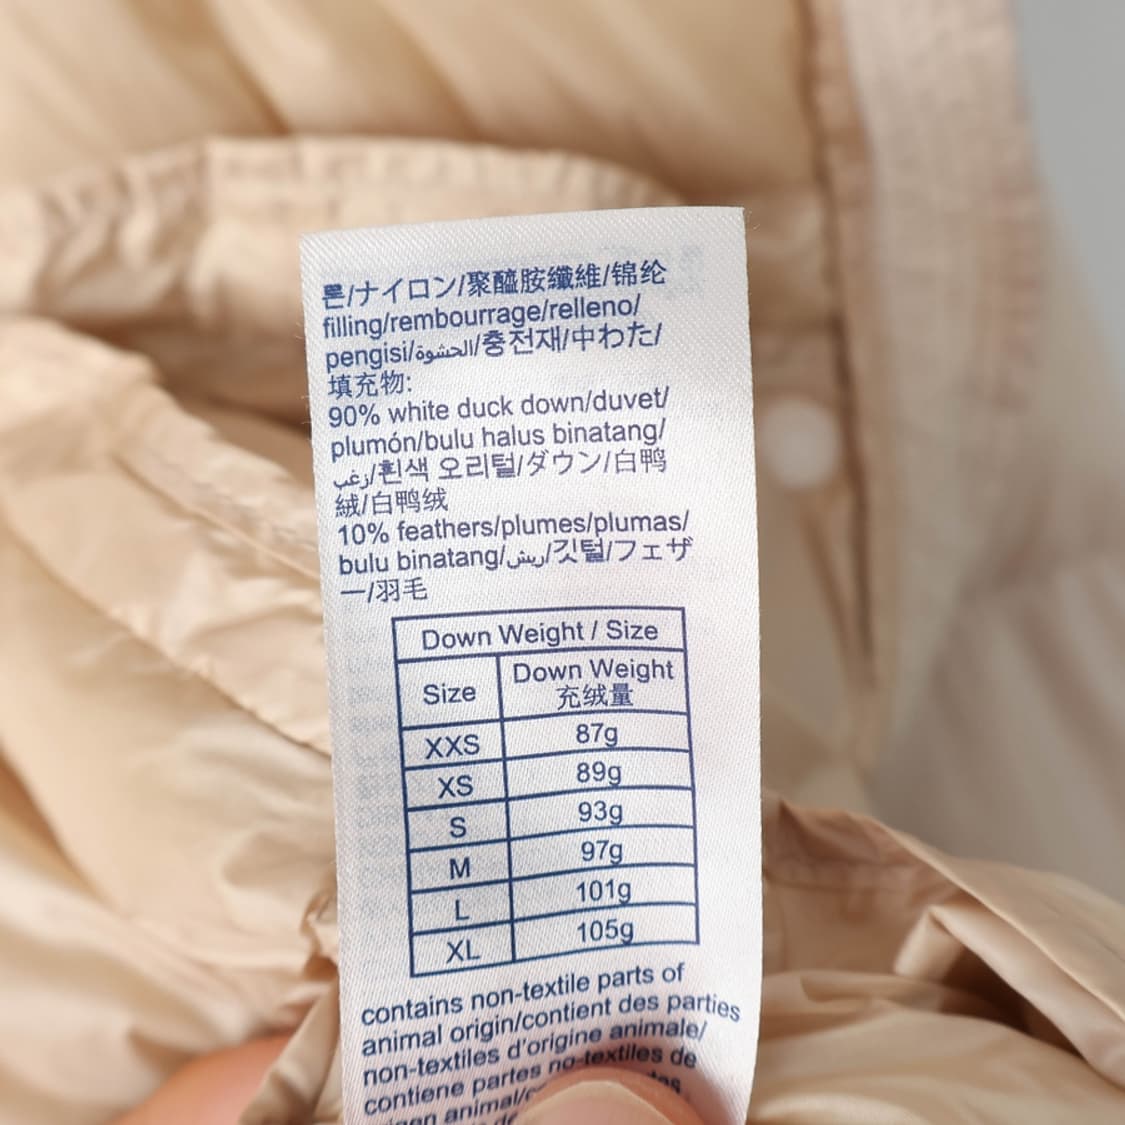 론/ナイロン/聚醯胺纖維/锦纶
filling/rembourrage/relleno/
pengisi/الحشوة/충전재/中わた/
填充物:
90% white duck down/duvet/
plumón/bulu halus binatang/
زغب/흰색 오리털/ダウン/白鸭
絨/白鸭绒
10% feathers/plumes/plumas/
bulu binatang/ريش/깃털/フェザ
ー/羽毛
Down Weight / Size
Size Down Weight 充绒量
XXS 87g
XS 89g
S 93g
M 97g
L 101g
XL 105g
contains non-textile parts of
animal origin/contient des parties
non-textiles d'origine animale/
contiene partes no-textiles de
animal/